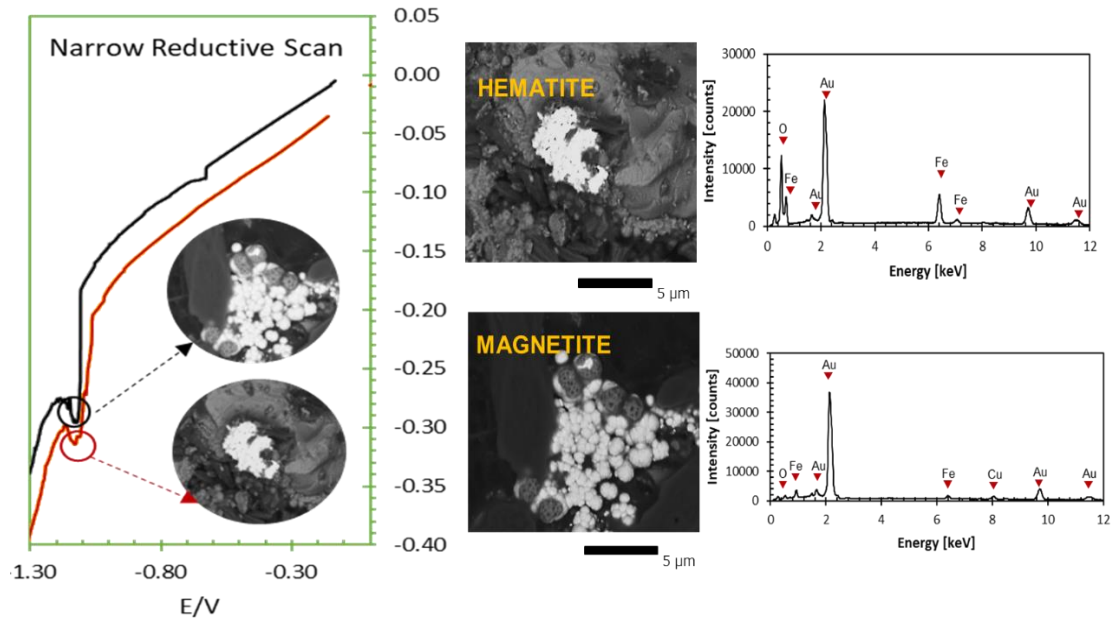 Narrow Reductive Scan
0.05
0.00
-0.05
-0.10
-0.15
-0.20
-0.25
-0.30
-0.35
-0.40
-1.30
-0.80
-0.30
E/V
HEMATITE
5 µm
MAGNETITE
5 µm
30000
20000
10000
0
Intensity [counts]
O
Fe
Au
Au
Fe
Fe
Au
Au
0 2 4 6 8 10 12
Energy [keV]
50000
40000
30000
20000
10000
0
Intensity [counts]
O
Fe
Au
Au
Fe
Cu
Au
Au
0 2 4 6 8 10 12
Energy [keV]